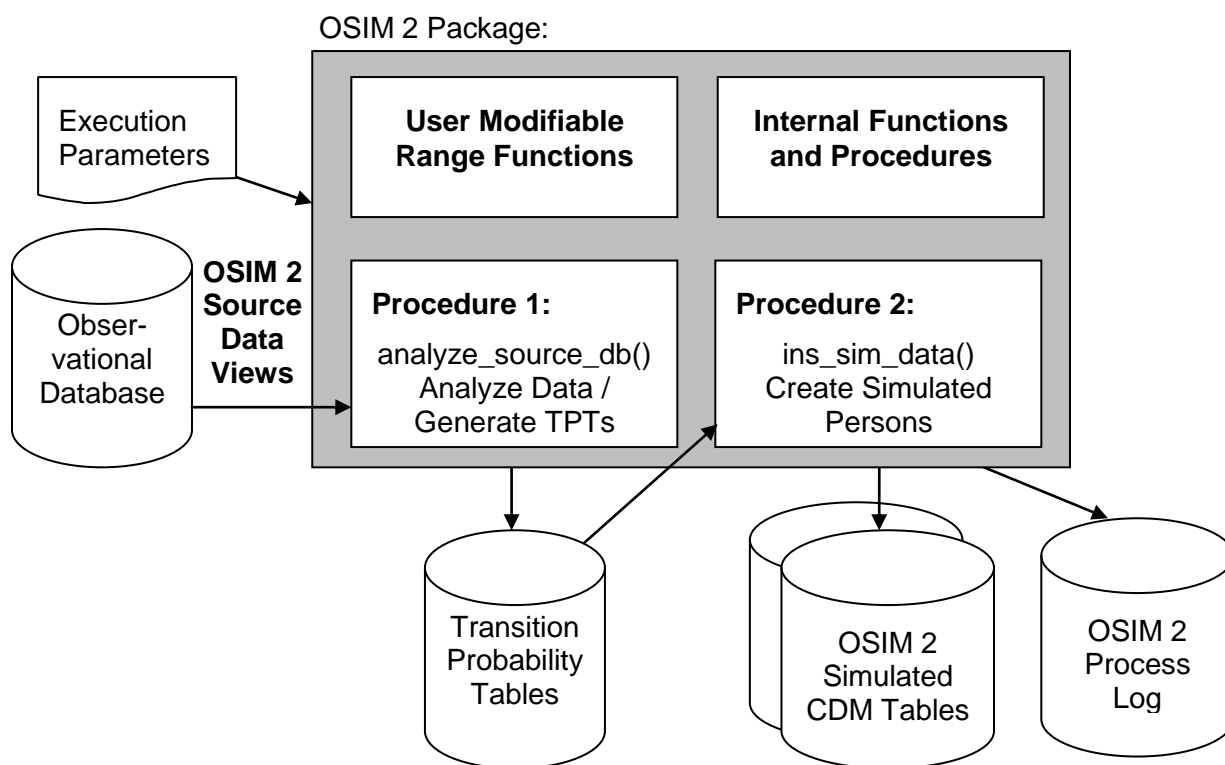 OSIM 2 Package:
Execution
Parameters
User Modifiable
Range Functions
Internal Functions
and Procedures
Obser-
vational
Database
OSIM 2
Source
Data
Views
Procedure 1:
analyze_source_db()
Analyze Data /
Generate TPTs
Procedure 2:
ins_sim_data()
Create Simulated
Persons
Transition
Probability
Tables
OSIM 2
Simulated
CDM Tables
OSIM 2
Process
Log